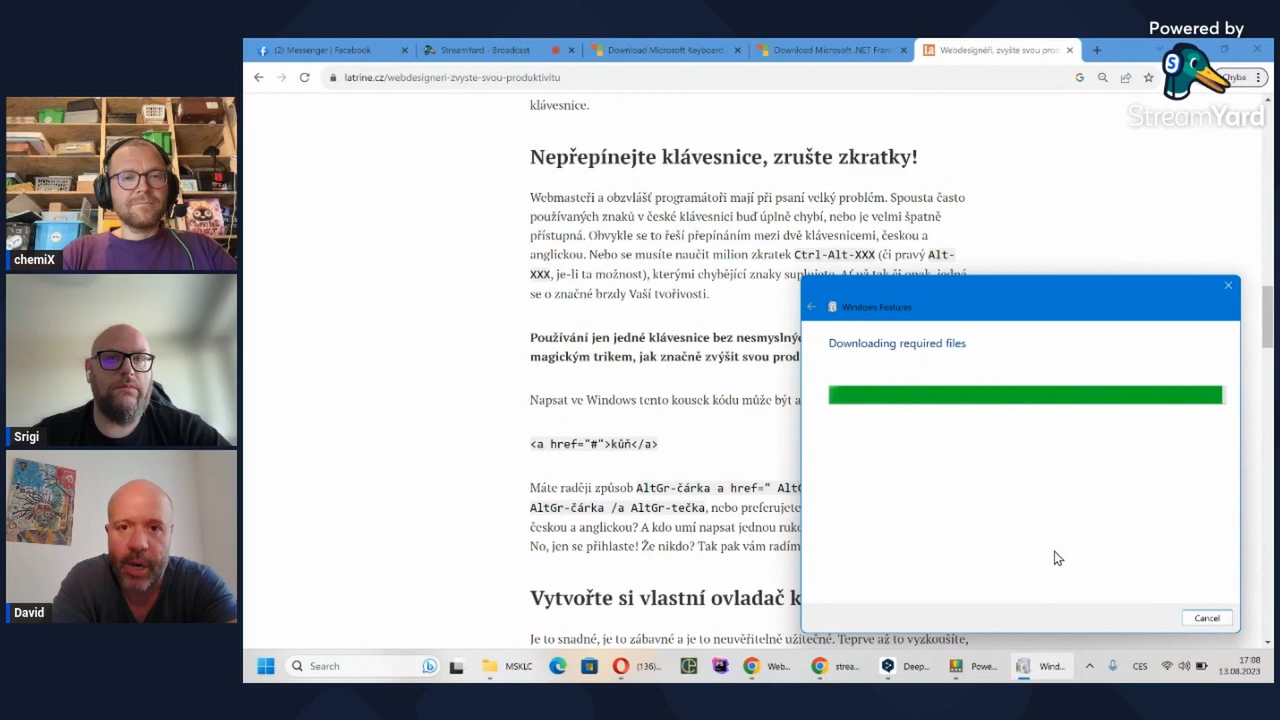 Powered by
StreamYard
(2) Messenger | Facebook
StreamYard - Broadcast
Download Microsoft Keyboard
Download Microsoft .NET Fram
Webdesignéři, zvyšte svou pro
latrine.cz/webdesigneri-zvyste-svou-produktivitu
Chyba
klávesnice.
Nepřepínejte klávesnice, zrušte zkratky!
Webmasteři a obzvlášť programátoři mají při psaní velký problém. Spousta často
používaných znaků v české klávesnici buď úplně chybí, nebo je velmi špatně
přístupná. Obvykle se to řeší přepínáním mezi dvě klávesnicemi, českou a
anglickou. Nebo se musíte naučit milion zkratek Ctrl-Alt-XXX (či pravý Alt-
XXX, je-li ta možnost), kterými chybějící znaky suplujete. Ať už tak či onak, jedná
se o značné brzdy Vaší tvořivosti.
Používání jen jedné klávesnice bez nesmyslnýc
magickým trikem, jak značně zvýšit svou prod
Napsat ve Windows tento kousek kódu může být a
<a href="#">kůň</a>
Máte raději způsob AltGr-čárka a href=" AltG
AltGr-čárka /a AltGr-tečka, nebo preferujete
českou a anglickou? A kdo umí napsat jednou ruko
No, jen se přihlaste! Že nikdo? Tak pak vám radím
Vytvořte si vlastní ovladač k
Je to snadné, je to zábavné a je to neuvěřitelně užitečné. Teprve až to vyzkoušíte,
Windows Features
Downloading required files
Cancel
chemiX
Srigi
David
Search
MSKLC
(136)...
Web...
strea...
Deep...
Powe...
Wind...
CES
17:08
13.08.2023